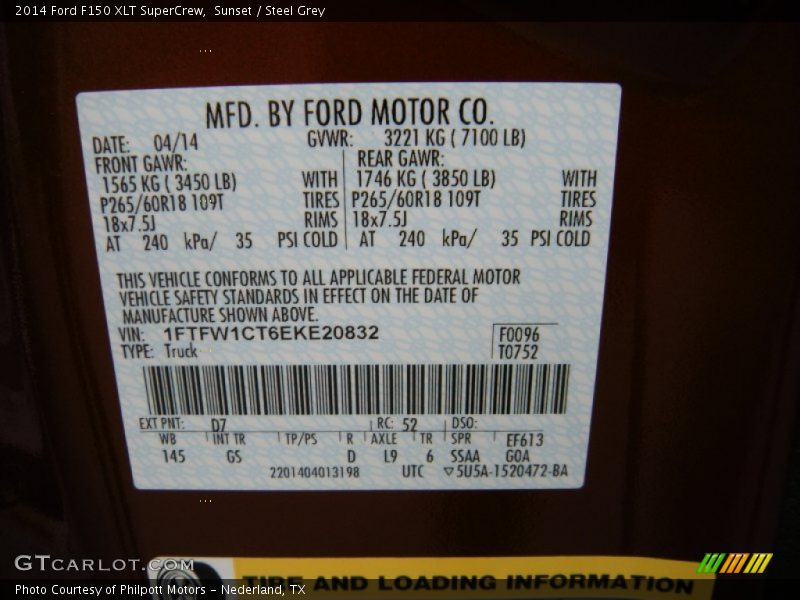 2014 Ford F150 XLT SuperCrew,  Sunset / Steel Grey
MFD. BY FORD MOTOR CO.
DATE: 04/14 GVWR: 3221 KG ( 7100 LB)
FRONT GAWR: REAR GAWR:
1565 KG ( 3450 LB) WITH 1746 KG ( 3850 LB) WITH
P265/60R18 109T TIRES P265/60R18 109T TIRES
18x7.5J RIMS 18x7.5J RIMS
AT 240 kPa/ 35 PSI COLD AT 240 kPa/ 35 PSI COLD
THIS VEHICLE CONFORMS TO ALL APPLICABLE FEDERAL MOTOR
VEHICLE SAFETY STANDARDS IN EFFECT ON THE DATE OF
MANUFACTURE SHOWN ABOVE.
VIN: 1FTFW1CT6EKE20832 F0096
TYPE: Truck T0752
EXT PNT: D7 RC: 52 DSO:
WB INT TR TP/PS R AXLE TR SPR EF613
145 GS D L9 6 SSAA GOA
2201404013198 UTC ▽5U5A-1520472-BA
GTCARLOT.COM
TIRE AND LOADING INFORMATION
Photo Courtesy of Philpott Motors – Nederland, TX